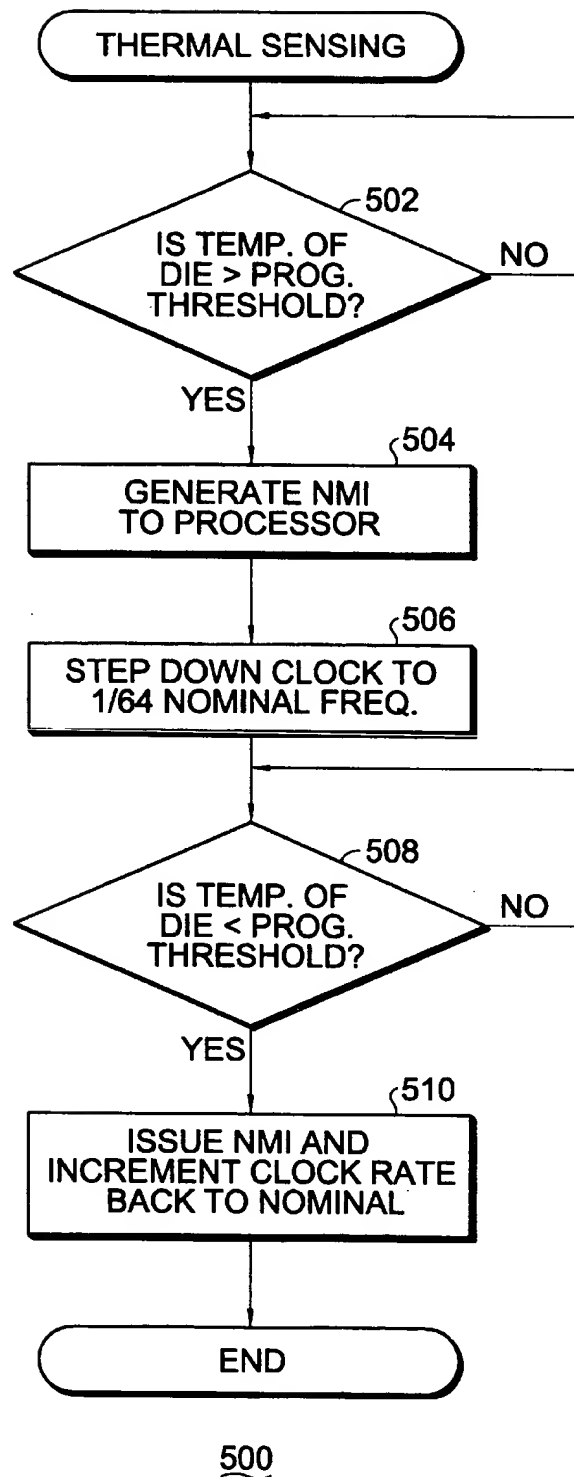 THERMAL SENSING
502
IS TEMP. OF
DIE > PROG.
THRESHOLD?
NO
YES
504
GENERATE NMI
TO PROCESSOR
506
STEP DOWN CLOCK TO
1/64 NOMINAL FREQ.
508
IS TEMP. OF
DIE < PROG.
THRESHOLD?
NO
YES
510
ISSUE NMI AND
INCREMENT CLOCK RATE
BACK TO NOMINAL
END
500